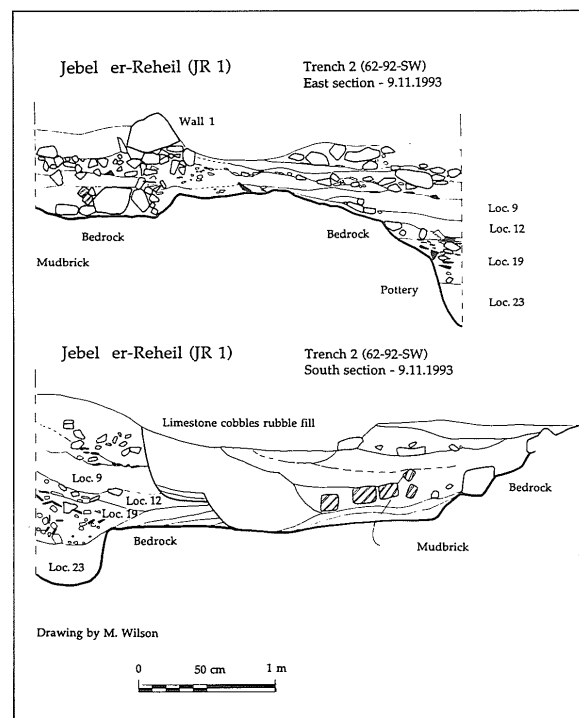 Jebel er-Reheil (JR 1)
Trench 2 (62-92-SW)
East section - 9.11.1993
Wall 1
Loc. 9
Bedrock
Bedrock
Loc. 12
Mudbrick
Loc. 19
Pottery
Loc. 23
Jebel er-Reheil (JR 1)
Trench 2 (62-92-SW)
South section - 9.11.1993
Limestone cobbles rubble fill
Loc. 9
Loc. 12
Loc. 19
Bedrock
Bedrock
Mudbrick
Loc. 23
Drawing by M. Wilson
0 50 cm 1 m